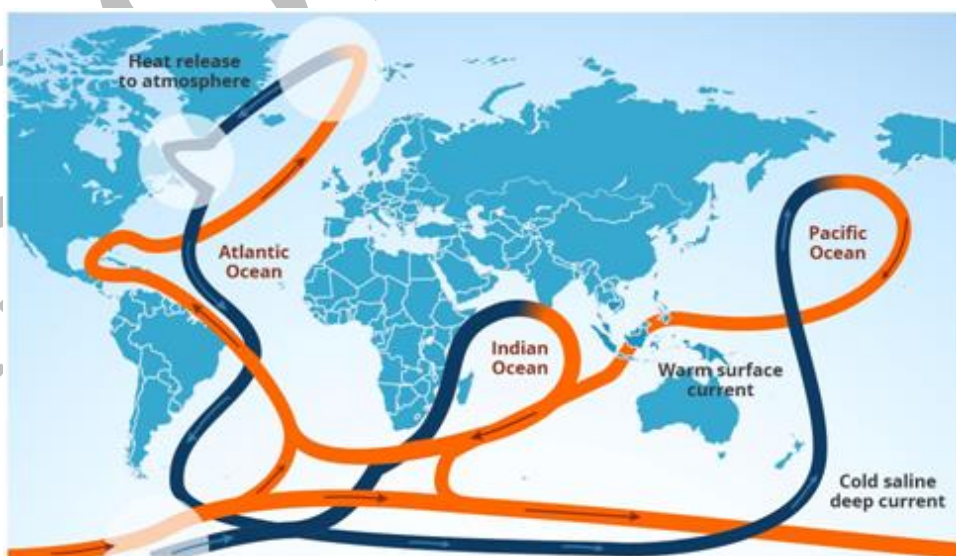 Heat release
to atmosphere
Atlantic
Ocean
Pacific
Ocean
Indian
Ocean
Warm surface
current
Cold saline
deep current